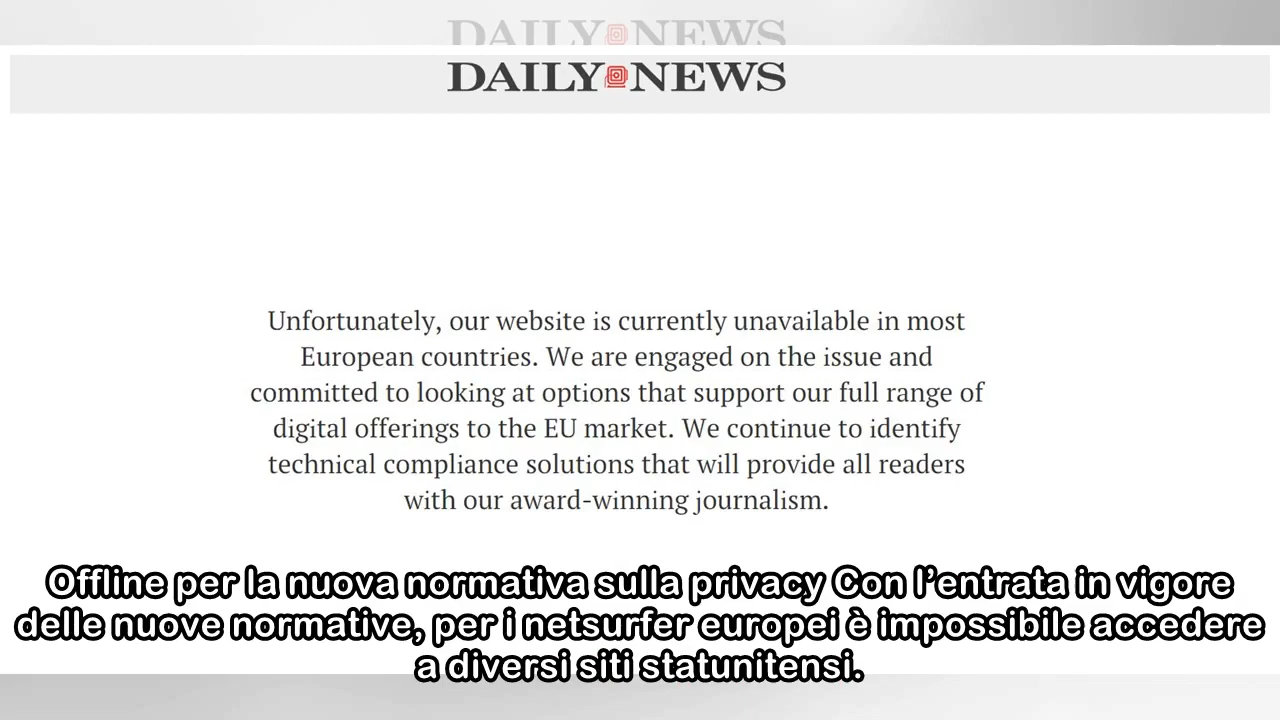 DAILY NEWS
DAILY NEWS
Unfortunately, our website is currently unavailable in most
European countries. We are engaged on the issue and
committed to looking at options that support our full range of
digital offerings to the EU market. We continue to identify
technical compliance solutions that will provide all readers
with our award-winning journalism.
Offline per la nuova normativa sulla privacy Con l’entrata in vigore
delle nuove normative, per i netsurfer europei è impossibile accedere
a diversi siti statunitensi.